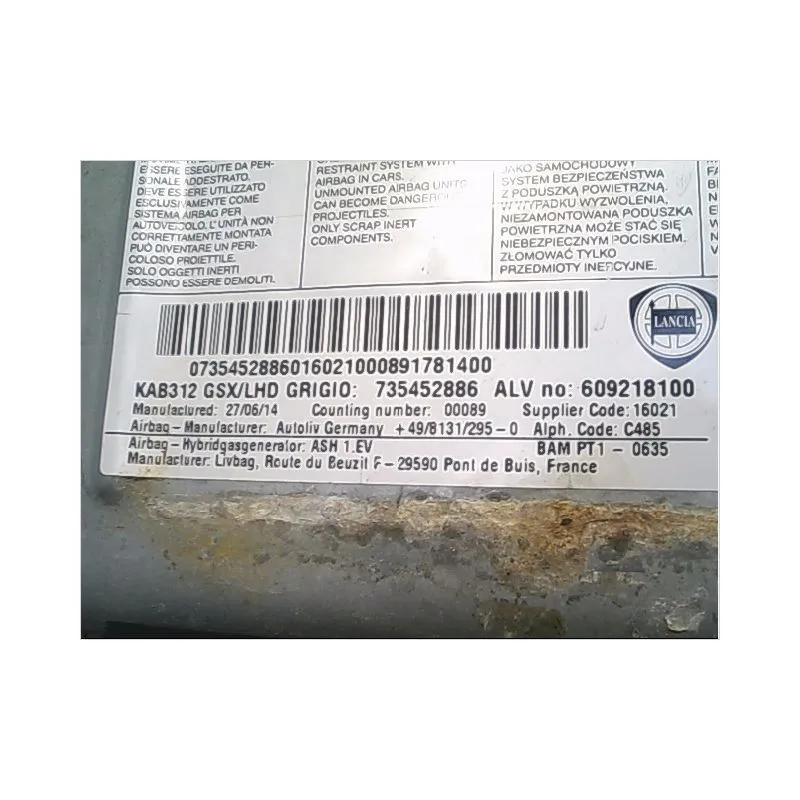 ESSERE ESEGUITE DA PER-
SONALE ADDESTRATO.
DEVE ESSERE UTILIZZATO
ESCLUSIVAMENTE COME
SISTEMA AIRBAG PER
AUTOVEICOLO. L'UNITÀ NON
CORRETTAMENTE MONTATA
PUÒ DIVENTARE UN PERI-
COLOSO PROIETTILE.
SOLO OGGETTI INERTI
POSSONO ESSERE DEMOLITI.
RESTRAINT SYSTEM WITH
AIRBAG IN CARS.
UNMOUNTED AIRBAG UNITS
CAN BECOME DANGEROUS
PROJECTILES.
ONLY SCRAP INERT
COMPONENTS.
JAKO SAMOCHODOWY
SYSTEM BEZPIECZEŃSTWA
Z PODUSZKĄ POWIETRZNĄ.
W WYPADKU WYZWOLENIA,
NIEZAMONTOWANA PODUSZKA
POWIETRZNA MOŻE STAĆ SIĘ
NIEBEZPIECZNYM POCISKIEM.
ZŁOMOWAĆ TYLKO
PRZEDMIOTY INERCYJNE.
LANCIA
07354528860160210008917814​00
KAB312 GSX/LHD GRIGIO: 735452886 ALV no: 609218100
Manufactured: 27/06/14 Counting number: 00089 Supplier Code: 16021
Airbag-Manufacturer: Autoliv Germany +49/8131/295-0 Alph. Code: C485
Airbag-Hybridgasgenerator: ASH 1.EV BAM PT1 - 0635
Manufacturer: Livbag, Route du Beuzit F-29590 Pont de Buis, France